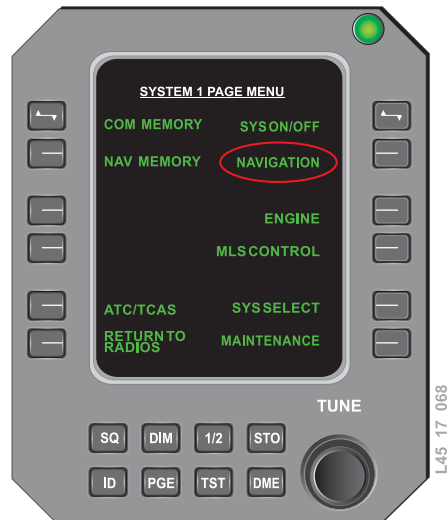 SYSTEM 1 PAGE MENU
COM MEMORY SYS ON/OFF
NAV MEMORY NAVIGATION
ENGINE
MLS CONTROL
ATC/TCAS SYS SELECT
RETURN TO
RADIOS MAINTENANCE
TUNE
SQ DIM 1/2 STO
ID PGE TST DME
L45 17 068